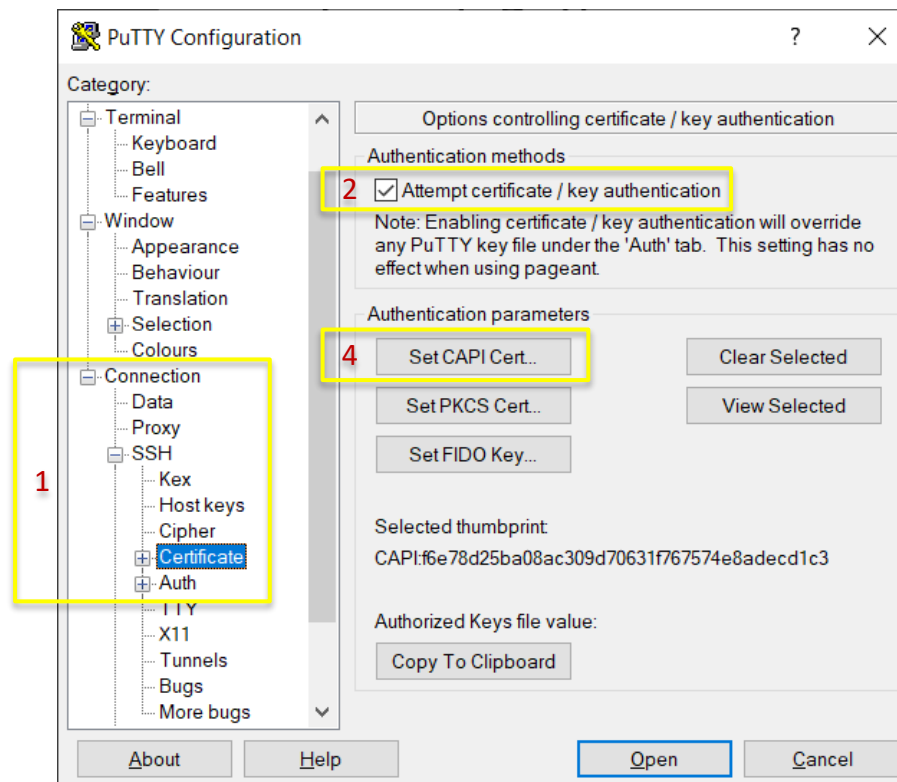 PuTTY Configuration
?
Category:
Terminal
Keyboard
Bell
Features
Window
Appearance
Behaviour
Translation
Selection
Colours
1
Connection
Data
Proxy
SSH
Kex
Host keys
Cipher
Certificate
Auth
TTY
X11
Tunnels
Bugs
More bugs
Options controlling certificate / key authentication
Authentication methods
2
Attempt certificate / key authentication
Note: Enabling certificate / key authentication will override
any PuTTY key file under the 'Auth' tab. This setting has no
effect when using pageant.
Authentication parameters
4
Set CAPI Cert...
Clear Selected
Set PKCS Cert...
View Selected
Set FIDO Key...
Selected thumbprint:
CAPI:f6e78d25ba08ac309d70631f767574e8adecd1c3
Authorized Keys file value:
Copy To Clipboard
About
Help
Open
Cancel